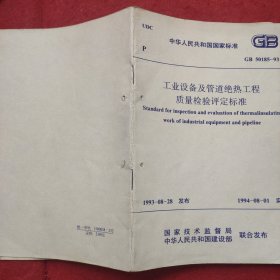 UDC
中华人民共和国国家标准
GB
P
GB 50185-93
工业设备及管道绝热工程
质量检验评定标准
Standard for inspection and evaluation of thermalinsulatin
work of industrial equipment and pipeline
1993-08-28 发布
1994-08-01 实
国家技术监督局
中华人民共和国建设部
联合发布